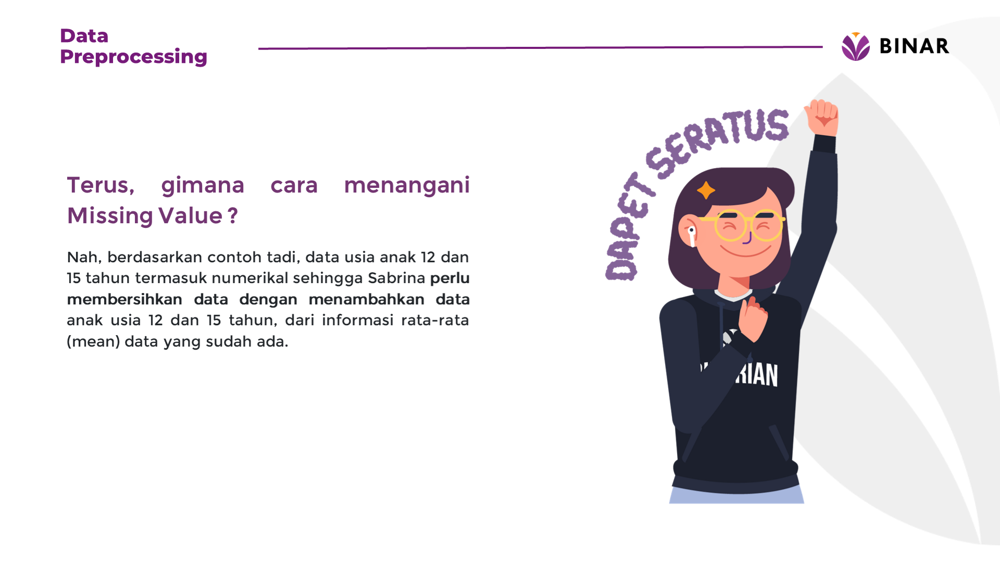 Data
Preprocessing
BINAR
DAPET SERATUS
Terus, gimana cara menangani
Missing Value ?
Nah, berdasarkan contoh tadi, data usia anak 12 dan
15 tahun termasuk numerikal sehingga Sabrina perlu
membersihkan data dengan menambahkan data
anak usia 12 dan 15 tahun, dari informasi rata-rata
(mean) data yang sudah ada.